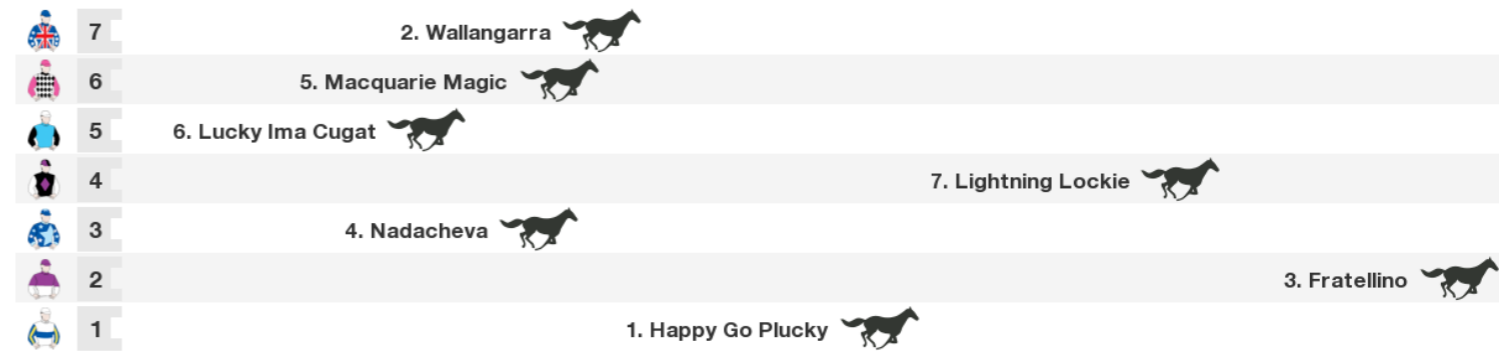 7 2. Wallangarra
6 5. Macquarie Magic
5 6. Lucky Ima Cugat
4 7. Lightning Lockie
3 4. Nadacheva
2 3. Fratellino
1 1. Happy Go Plucky